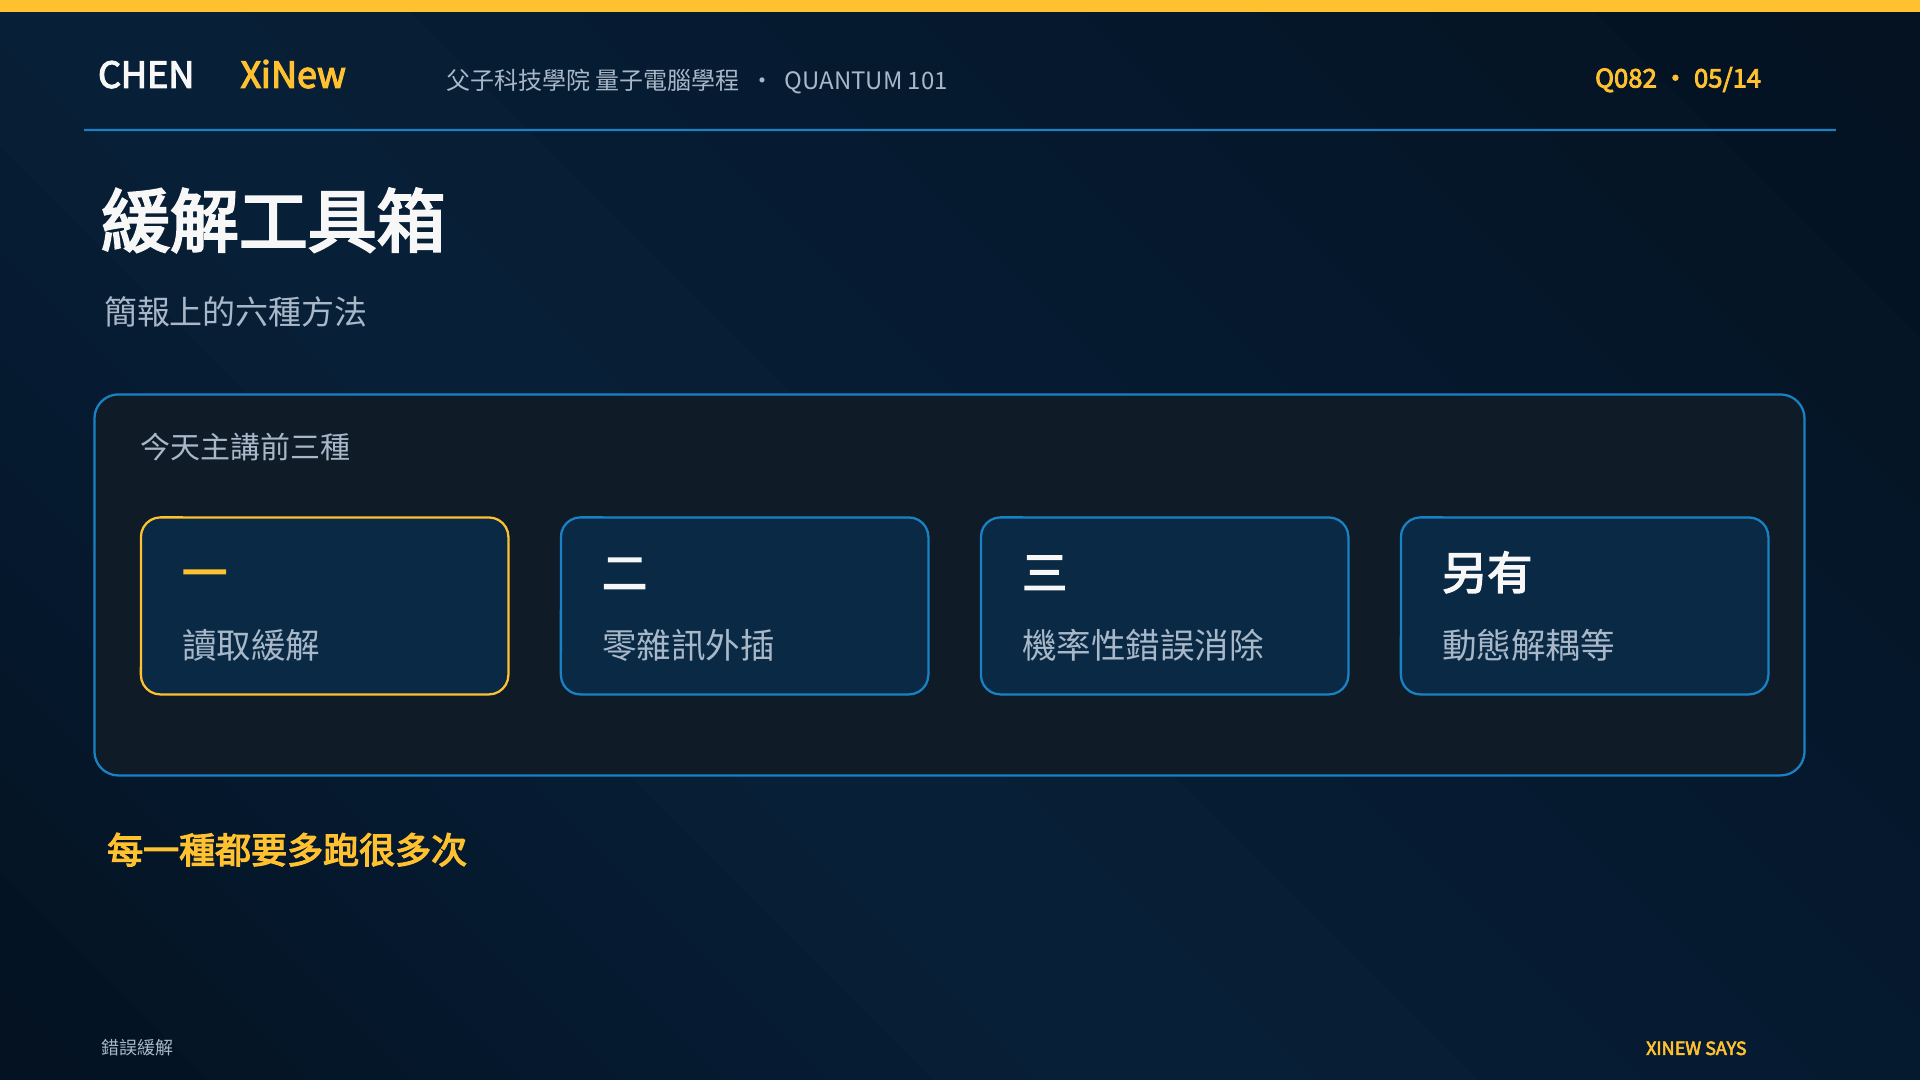 CHEN XiNew 父子科技學院 量子電腦學程 · QUANTUM 101 Q082 · 05/14
緩解工具箱
簡報上的六種方法
今天主講前三種
一
讀取緩解
二
零雜訊外插
三
機率性錯誤消除
另有
動態解耦等
每一種都要多跑很多次
錯誤緩解
XINEW SAYS